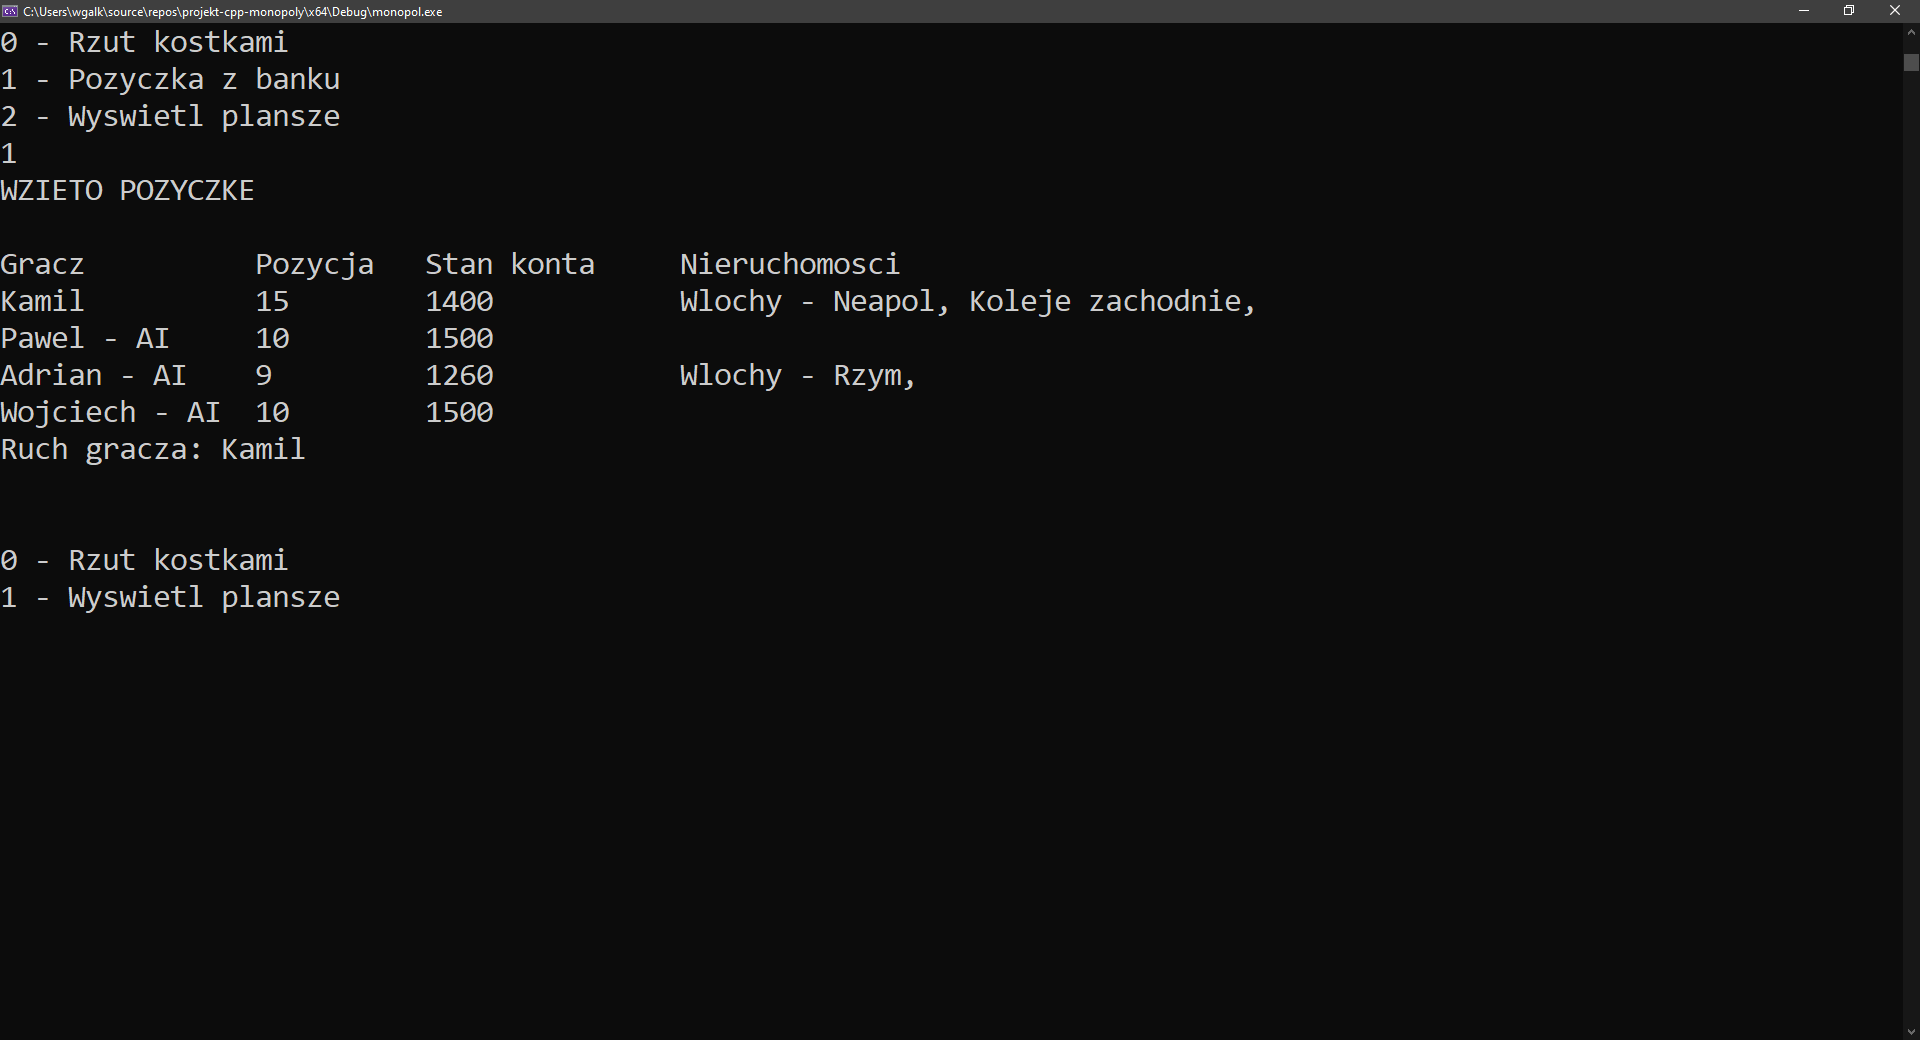 C:\Users\wgalk\source\repos\projekt-cpp-monopoly\x64\Debug\monopol.exe
0 - Rzut kostkami
1 - Pozyczka z banku
2 - Wyswietl plansze
1
WZIETO POZYCZKE
Gracz Pozycja Stan konta Nieruchomosci
Kamil 15 1400 Wlochy - Neapol, Koleje zachodnie,
Pawel - AI 10 1500
Adrian - AI 9 1260 Wlochy - Rzym,
Wojciech - AI 10 1500
Ruch gracza: Kamil
0 - Rzut kostkami
1 - Wyswietl plansze